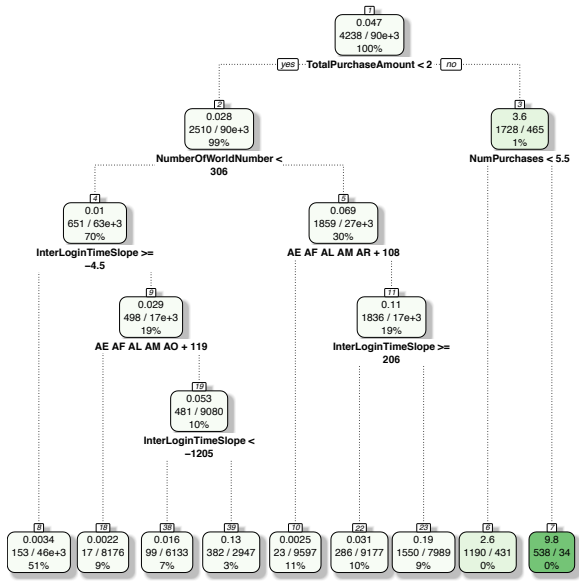 1
0.047
4238 / 90e+3
100%
yes TotalPurchaseAmount < 2 no
2
0.028
2510 / 90e+3
99%
NumberOfWorldNumber <
306
3
3.6
1728 / 465
1%
NumPurchases < 5.5
4
0.01
651 / 63e+3
70%
InterLoginTimeSlope >=
−4.5
5
0.069
1859 / 27e+3
30%
AE AF AL AM AR + 108
9
0.029
498 / 17e+3
19%
AE AF AL AM AO + 119
11
0.11
1836 / 17e+3
19%
InterLoginTimeSlope >=
206
19
0.053
481 / 9080
10%
InterLoginTimeSlope <
−1205
8
0.0034
153 / 46e+3
51%
18
0.0022
17 / 8176
9%
38
0.016
99 / 6133
7%
39
0.13
382 / 2947
3%
10
0.0025
23 / 9597
11%
22
0.031
286 / 9177
10%
23
0.19
1550 / 7989
9%
6
2.6
1190 / 431
0%
7
9.8
538 / 34
0%